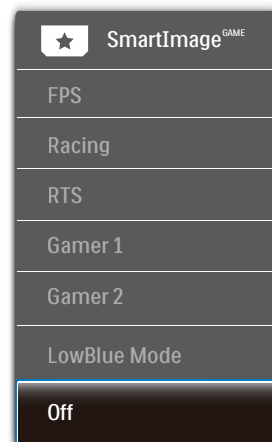 SmartImage GAME
FPS
Racing
RTS
Gamer 1
Gamer 2
LowBlue Mode
Off